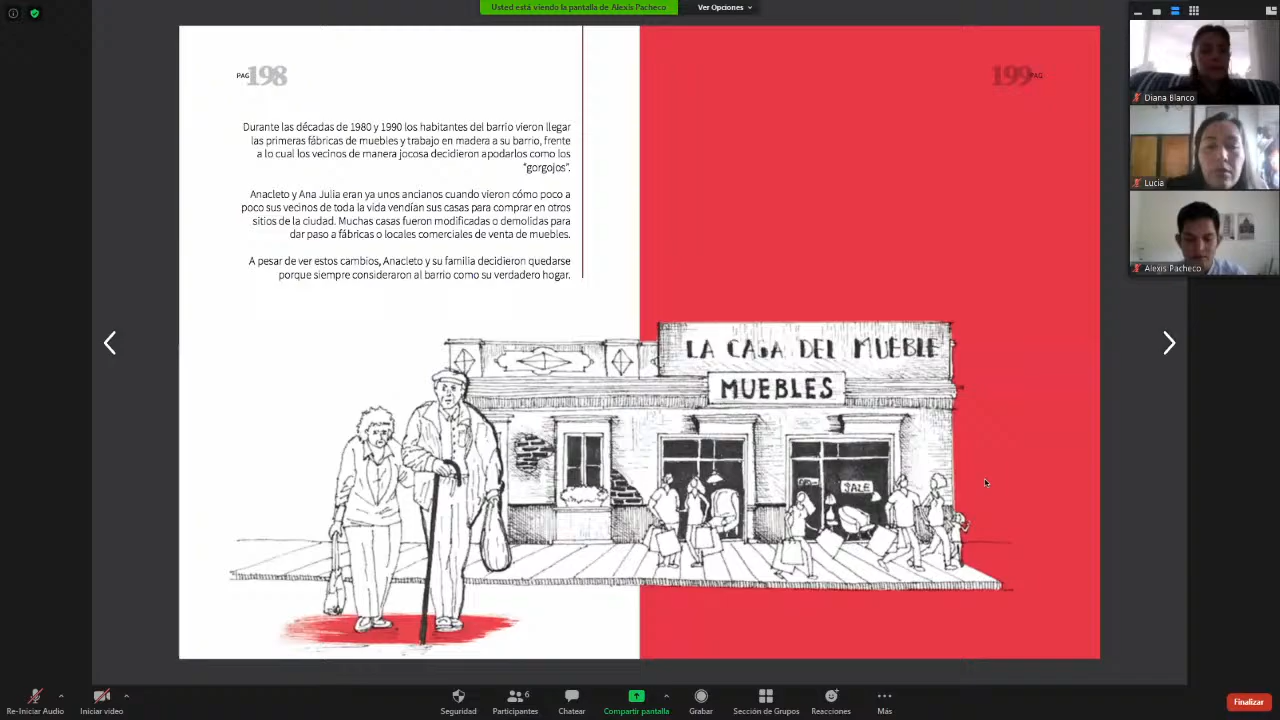 Usted está viendo la pantalla de Alexis Pacheco
Ver Opciones
PAG 198
199 PAG
Durante las décadas de 1980 y 1990 los habitantes del barrio vieron llegar
las primeras fábricas de muebles y trabajo en madera a su barrio, frente
a lo cual los vecinos de manera jocosa decidieron apodarlos como los
“gorgojos”.
Anacleto y Ana Julia eran ya unos ancianos cuando vieron cómo poco a
poco sus vecinos de toda la vida vendían sus casas para comprar en otros
sitios de la ciudad. Muchas casas fueron modificadas o demolidas para
dar paso a fábricas o locales comerciales de venta de muebles.
A pesar de ver estos cambios, Anacleto y su familia decidieron quedarse
porque siempre consideraron al barrio como su verdadero hogar.
LA CASA DEL MUEBLE
MUEBLES
SALE
Diana Blanco
Lucia
Alexis Pacheco
Re-Iniciar Audio
Iniciar video
Seguridad
Participantes
6
Chatear
Compartir pantalla
Grabar
Sección de Grupos
Reacciones
Más
Finalizar